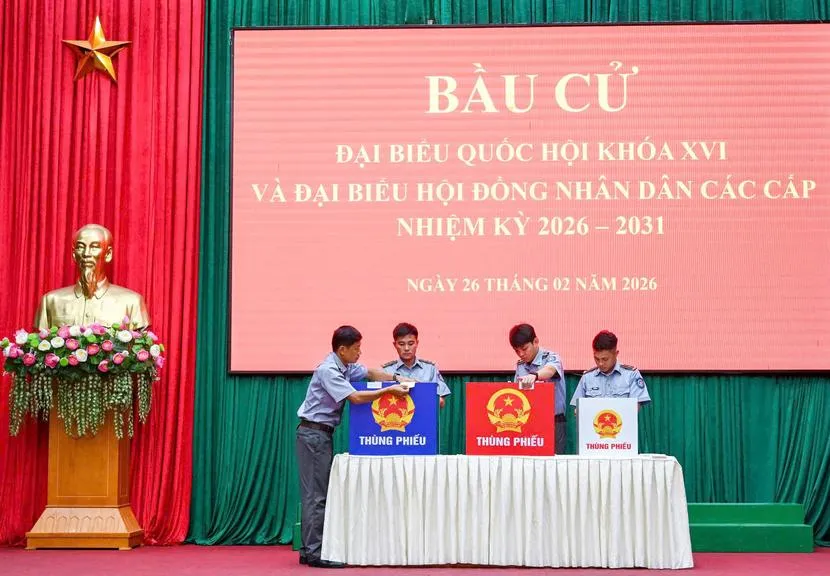 BẦU CỬ
ĐẠI BIỂU QUỐC HỘI KHÓA XVI
VÀ ĐẠI BIỂU HỘI ĐỒNG NHÂN DÂN CÁC CẤP
NHIỆM KỲ 2026 – 2031
NGÀY 26 THÁNG 02 NĂM 2026
THÙNG PHIẾU
THÙNG PHIẾU
THÙNG PHIẾU